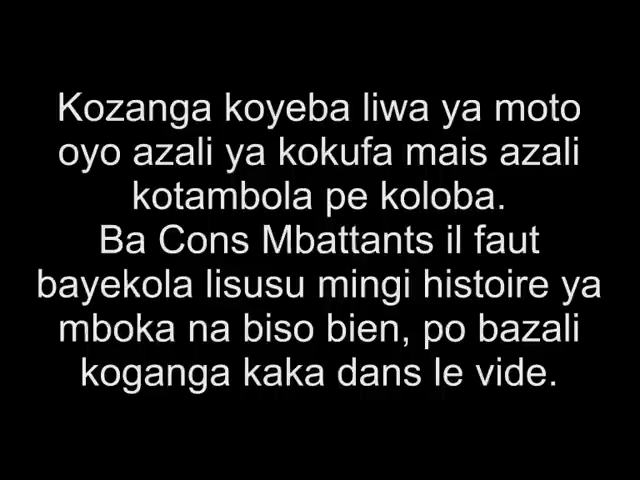 Kozanga koyeba liwa ya moto
oyo azali ya kokufa mais azali
kotambola pe koloba.
Ba Cons Mbattants il faut
bayekola lisusu mingi histoire ya
mboka na biso bien, po bazali
koganga kaka dans le vide.